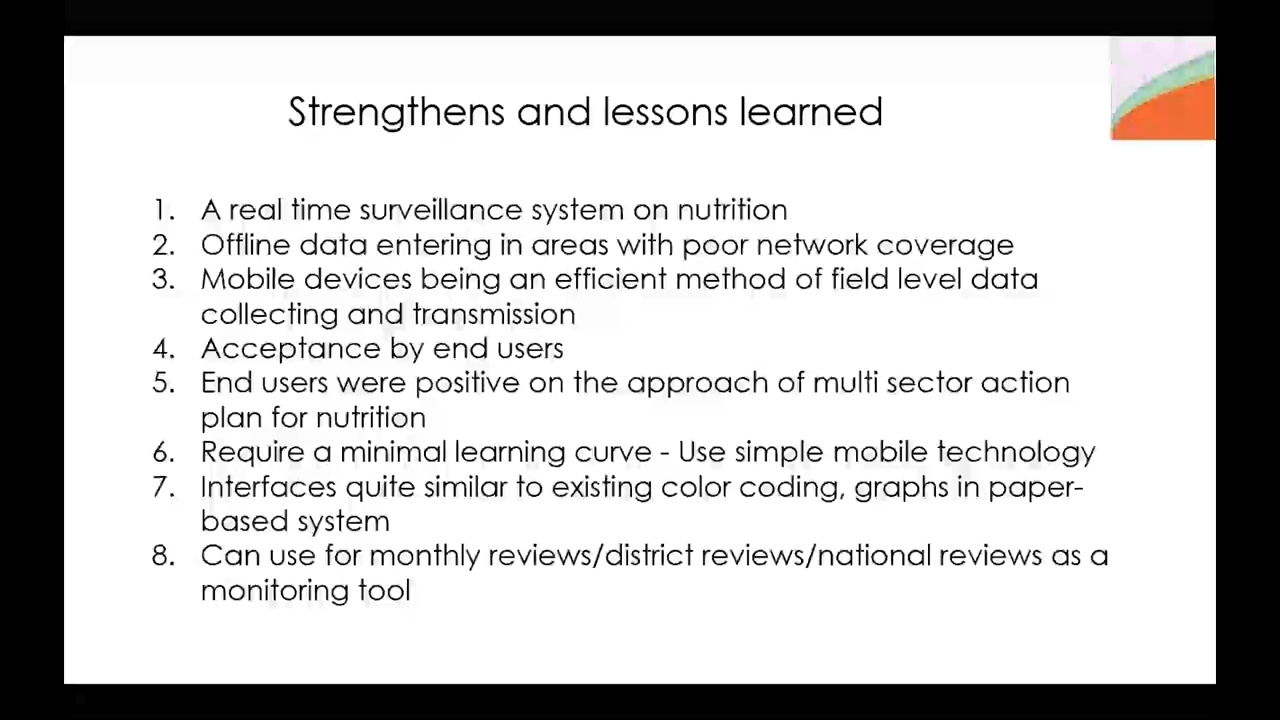 Strengthens and lessons learned
1. A real time surveillance system on nutrition
2. Offline data entering in areas with poor network coverage
3. Mobile devices being an efficient method of field level data
collecting and transmission
4. Acceptance by end users
5. End users were positive on the approach of multi sector action
plan for nutrition
6. Require a minimal learning curve - Use simple mobile technology
7. Interfaces quite similar to existing color coding, graphs in paper-
based system
8. Can use for monthly reviews/district reviews/national reviews as a
monitoring tool